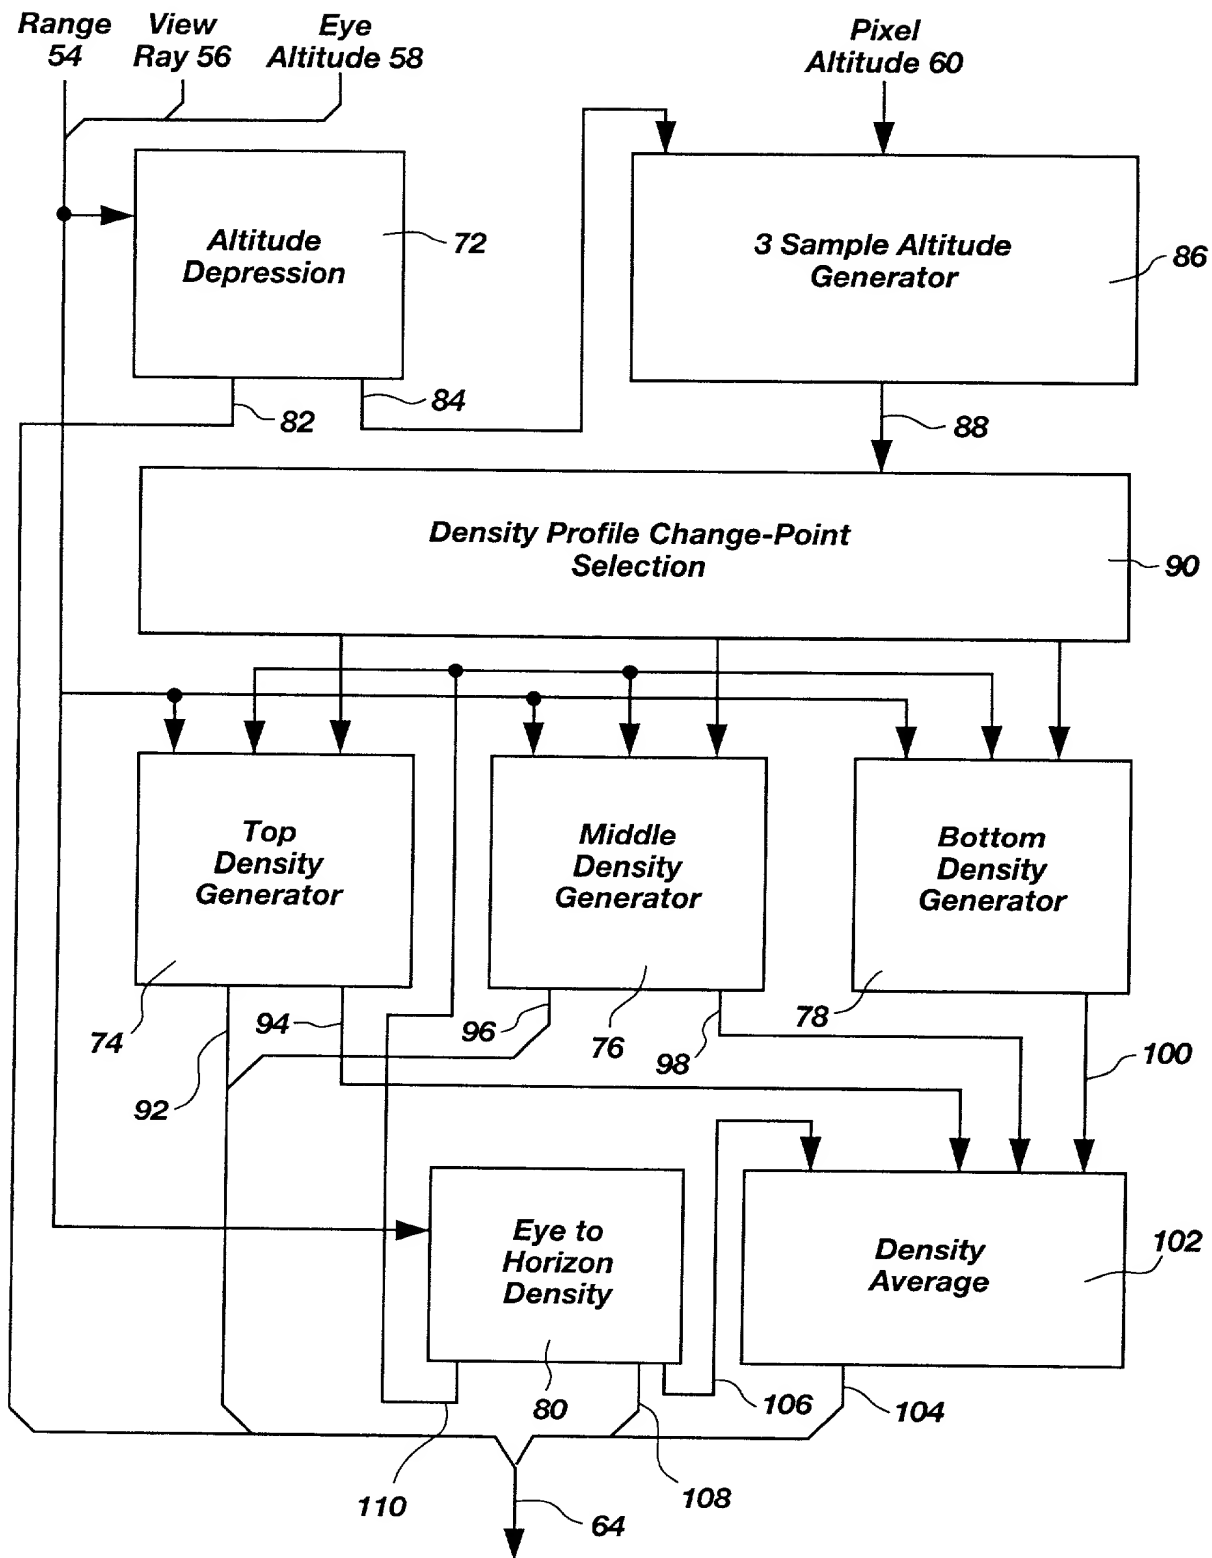 Range
54
View
Ray 56
Eye
Altitude 58
Pixel
Altitude 60
Altitude
Depression
72
3 Sample Altitude
Generator
86
82
84
88
Density Profile Change-Point
Selection
90
Top
Density
Generator
Middle
Density
Generator
Bottom
Density
Generator
74
92
94
96
76
98
78
100
Eye to
Horizon
Density
Density
Average
102
80
106
104
110
108
64